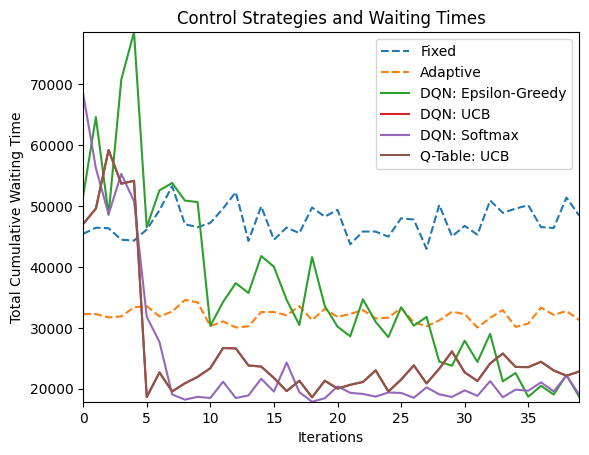 Control Strategies and Waiting Times
Total Cumulative Waiting Time
70000
60000
50000
40000
30000
20000
Fixed
Adaptive
DQN: Epsilon-Greedy
DQN: UCB
DQN: Softmax
Q-Table: UCB
0 5 10 15 20 25 30 35
Iterations